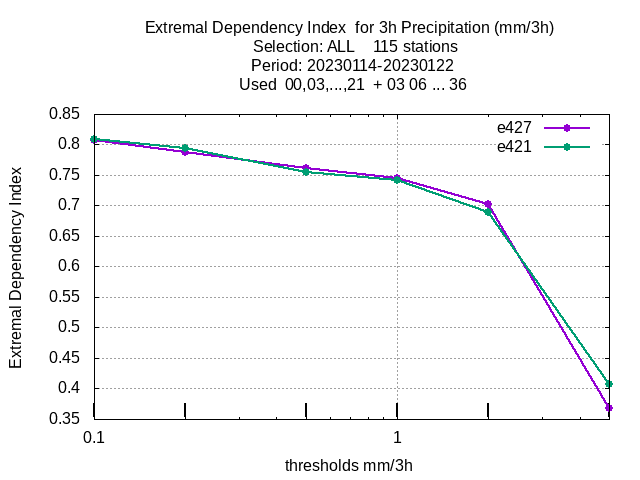 Extremal Dependency Index  for 3h Precipitation (mm/3h)
Selection: ALL    115 stations
Period: 20230114-20230122
Used  00,03,...,21  + 03 06 ... 36
e427
e421
Extremal Dependency Index
0.85
0.8
0.75
0.7
0.65
0.6
0.55
0.5
0.45
0.4
0.35
0.1
1
thresholds mm/3h